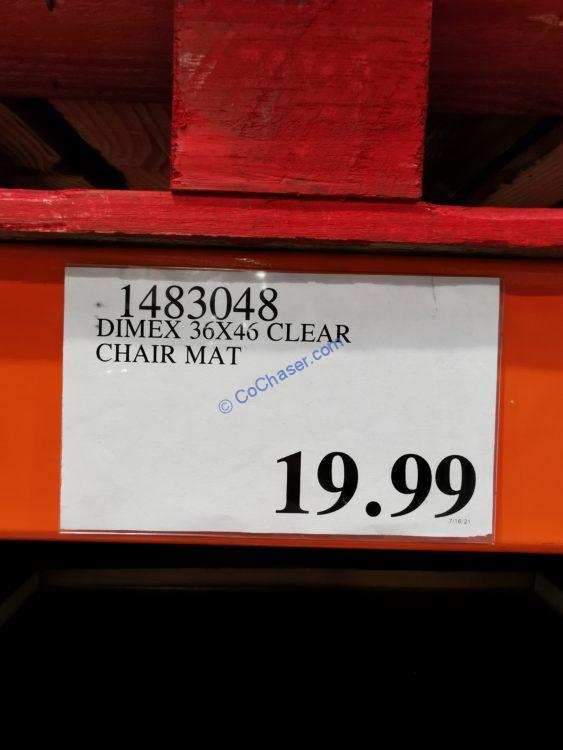 1483048
DIMEX 36X46 CLEAR
CHAIR MAT
© CoChaser.com
19.99
7/16/21